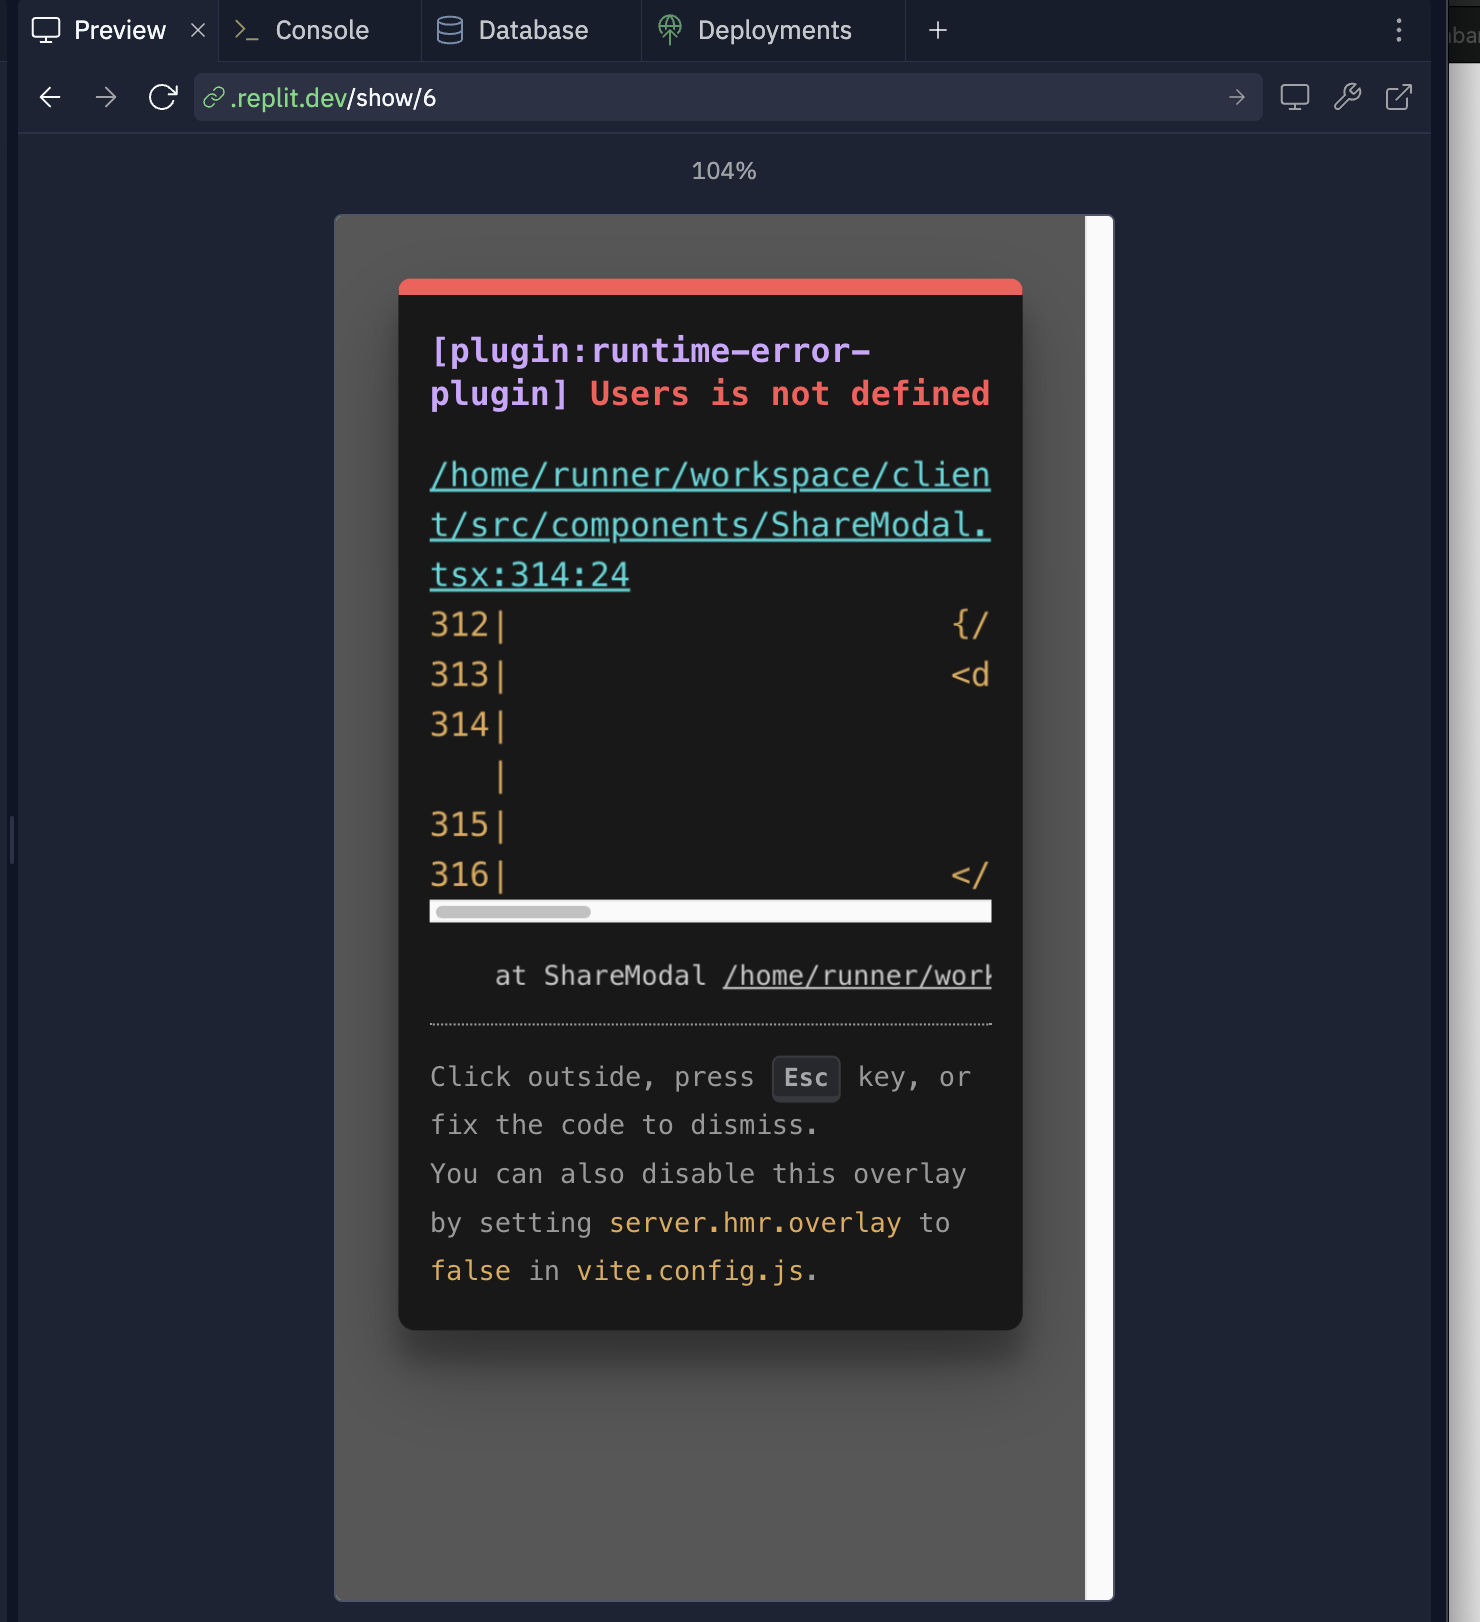 Preview
Console
Database
Deployments
.replit.dev/show/6
104%
[plugin:runtime-error-
plugin] Users is not defined
/home/runner/workspace/clien
t/src/components/ShareModal.
tsx:314:24
312| {/
313| <d
314|
|
315|
316| </
at ShareModal /home/runner/work
Click outside, press Esc key, or
fix the code to dismiss.
You can also disable this overlay
by setting server.hmr.overlay to
false in vite.config.js.